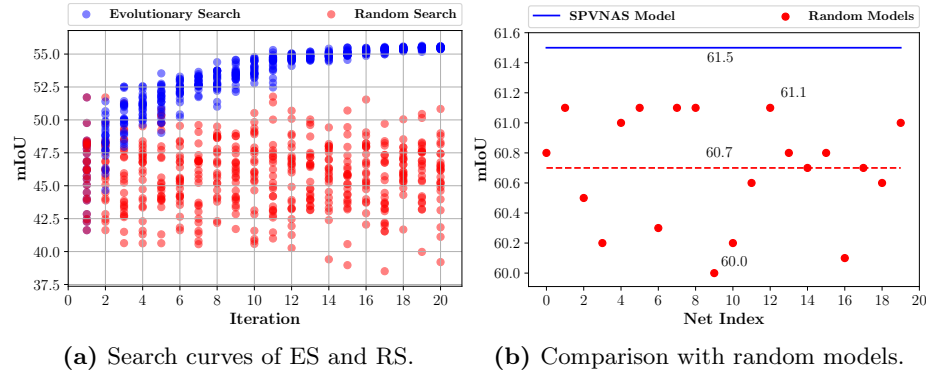 Evolutionary Search
Random Search
55.0
52.5
50.0
47.5
45.0
42.5
40.0
37.5
mIoU
0 2 4 6 8 10 12 14 16 18 20
Iteration
(a) Search curves of ES and RS.
SPVNAS Model
Random Models
61.6
61.4
61.2
61.0
60.8
60.6
60.4
60.2
60.0
mIoU
61.5
61.1
60.7
60.0
0 2 4 6 8 10 12 14 16 18 20
Net Index
(b) Comparison with random models.